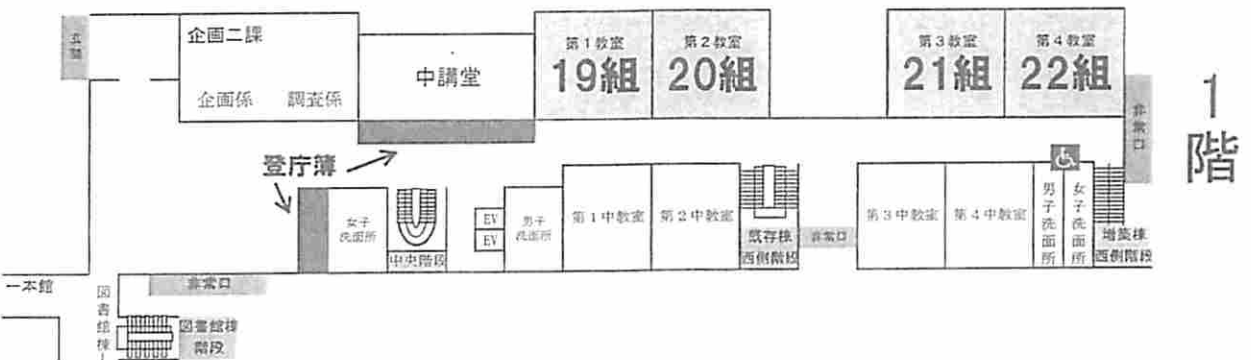 玄関
企画二課
企画係 調査係
中講堂
第1教室
19組
第2教室
20組
第3教室
21組
第4教室
22組
非常口
1階
登庁簿
女子
洗面所
中央階段
EV
EV
男子
洗面所
第1中教室
第2中教室
既存棟
西側階段
非常口
第3中教室
第4中教室
男子洗面所
女子洗面所
増築棟
西側階段
ー本館
非常口
図書館棟
図書館棟
階段